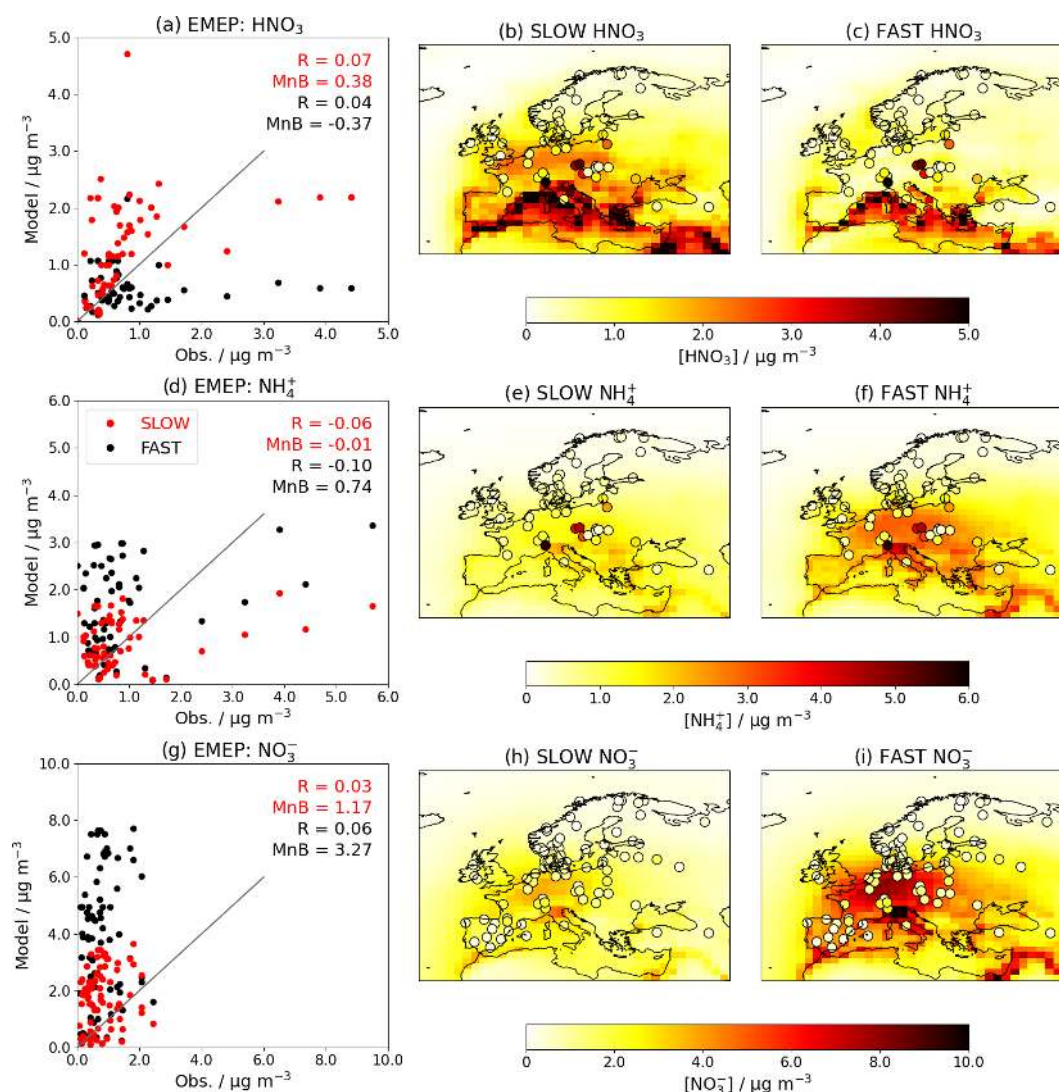 (a) EMEP: HNO₃
(b) SLOW HNO₃
(c) FAST HNO₃
5.0
4.0
3.0
2.0
1.0
0.0
Model / μg m⁻³
R = 0.07
MnB = 0.38
R = 0.04
MnB = -0.37
0.0 1.0 2.0 3.0 4.0 5.0
Obs. / μg m⁻³
0 1.0 2.0 3.0 4.0 5.0
[HNO₃] / μg m⁻³
(d) EMEP: NH₄⁺
(e) SLOW NH₄⁺
(f) FAST NH₄⁺
6.0
5.0
4.0
3.0
2.0
1.0
0.0
Model / μg m⁻³
SLOW
FAST
R = -0.06
MnB = -0.01
R = -0.10
MnB = 0.74
0.0 1.0 2.0 3.0 4.0 5.0 6.0
Obs. / μg m⁻³
0 1.0 2.0 3.0 4.0 5.0 6.0
[NH₄⁺] / μg m⁻³
(g) EMEP: NO₃⁻
(h) SLOW NO₃⁻
(i) FAST NO₃⁻
10.0
8.0
6.0
4.0
2.0
0.0
Model / μg m⁻³
R = 0.03
MnB = 1.17
R = 0.06
MnB = 3.27
0.0 2.0 4.0 6.0 8.0 10.0
Obs. / μg m⁻³
0 2.0 4.0 6.0 8.0 10.0
[NO₃⁻] / μg m⁻³